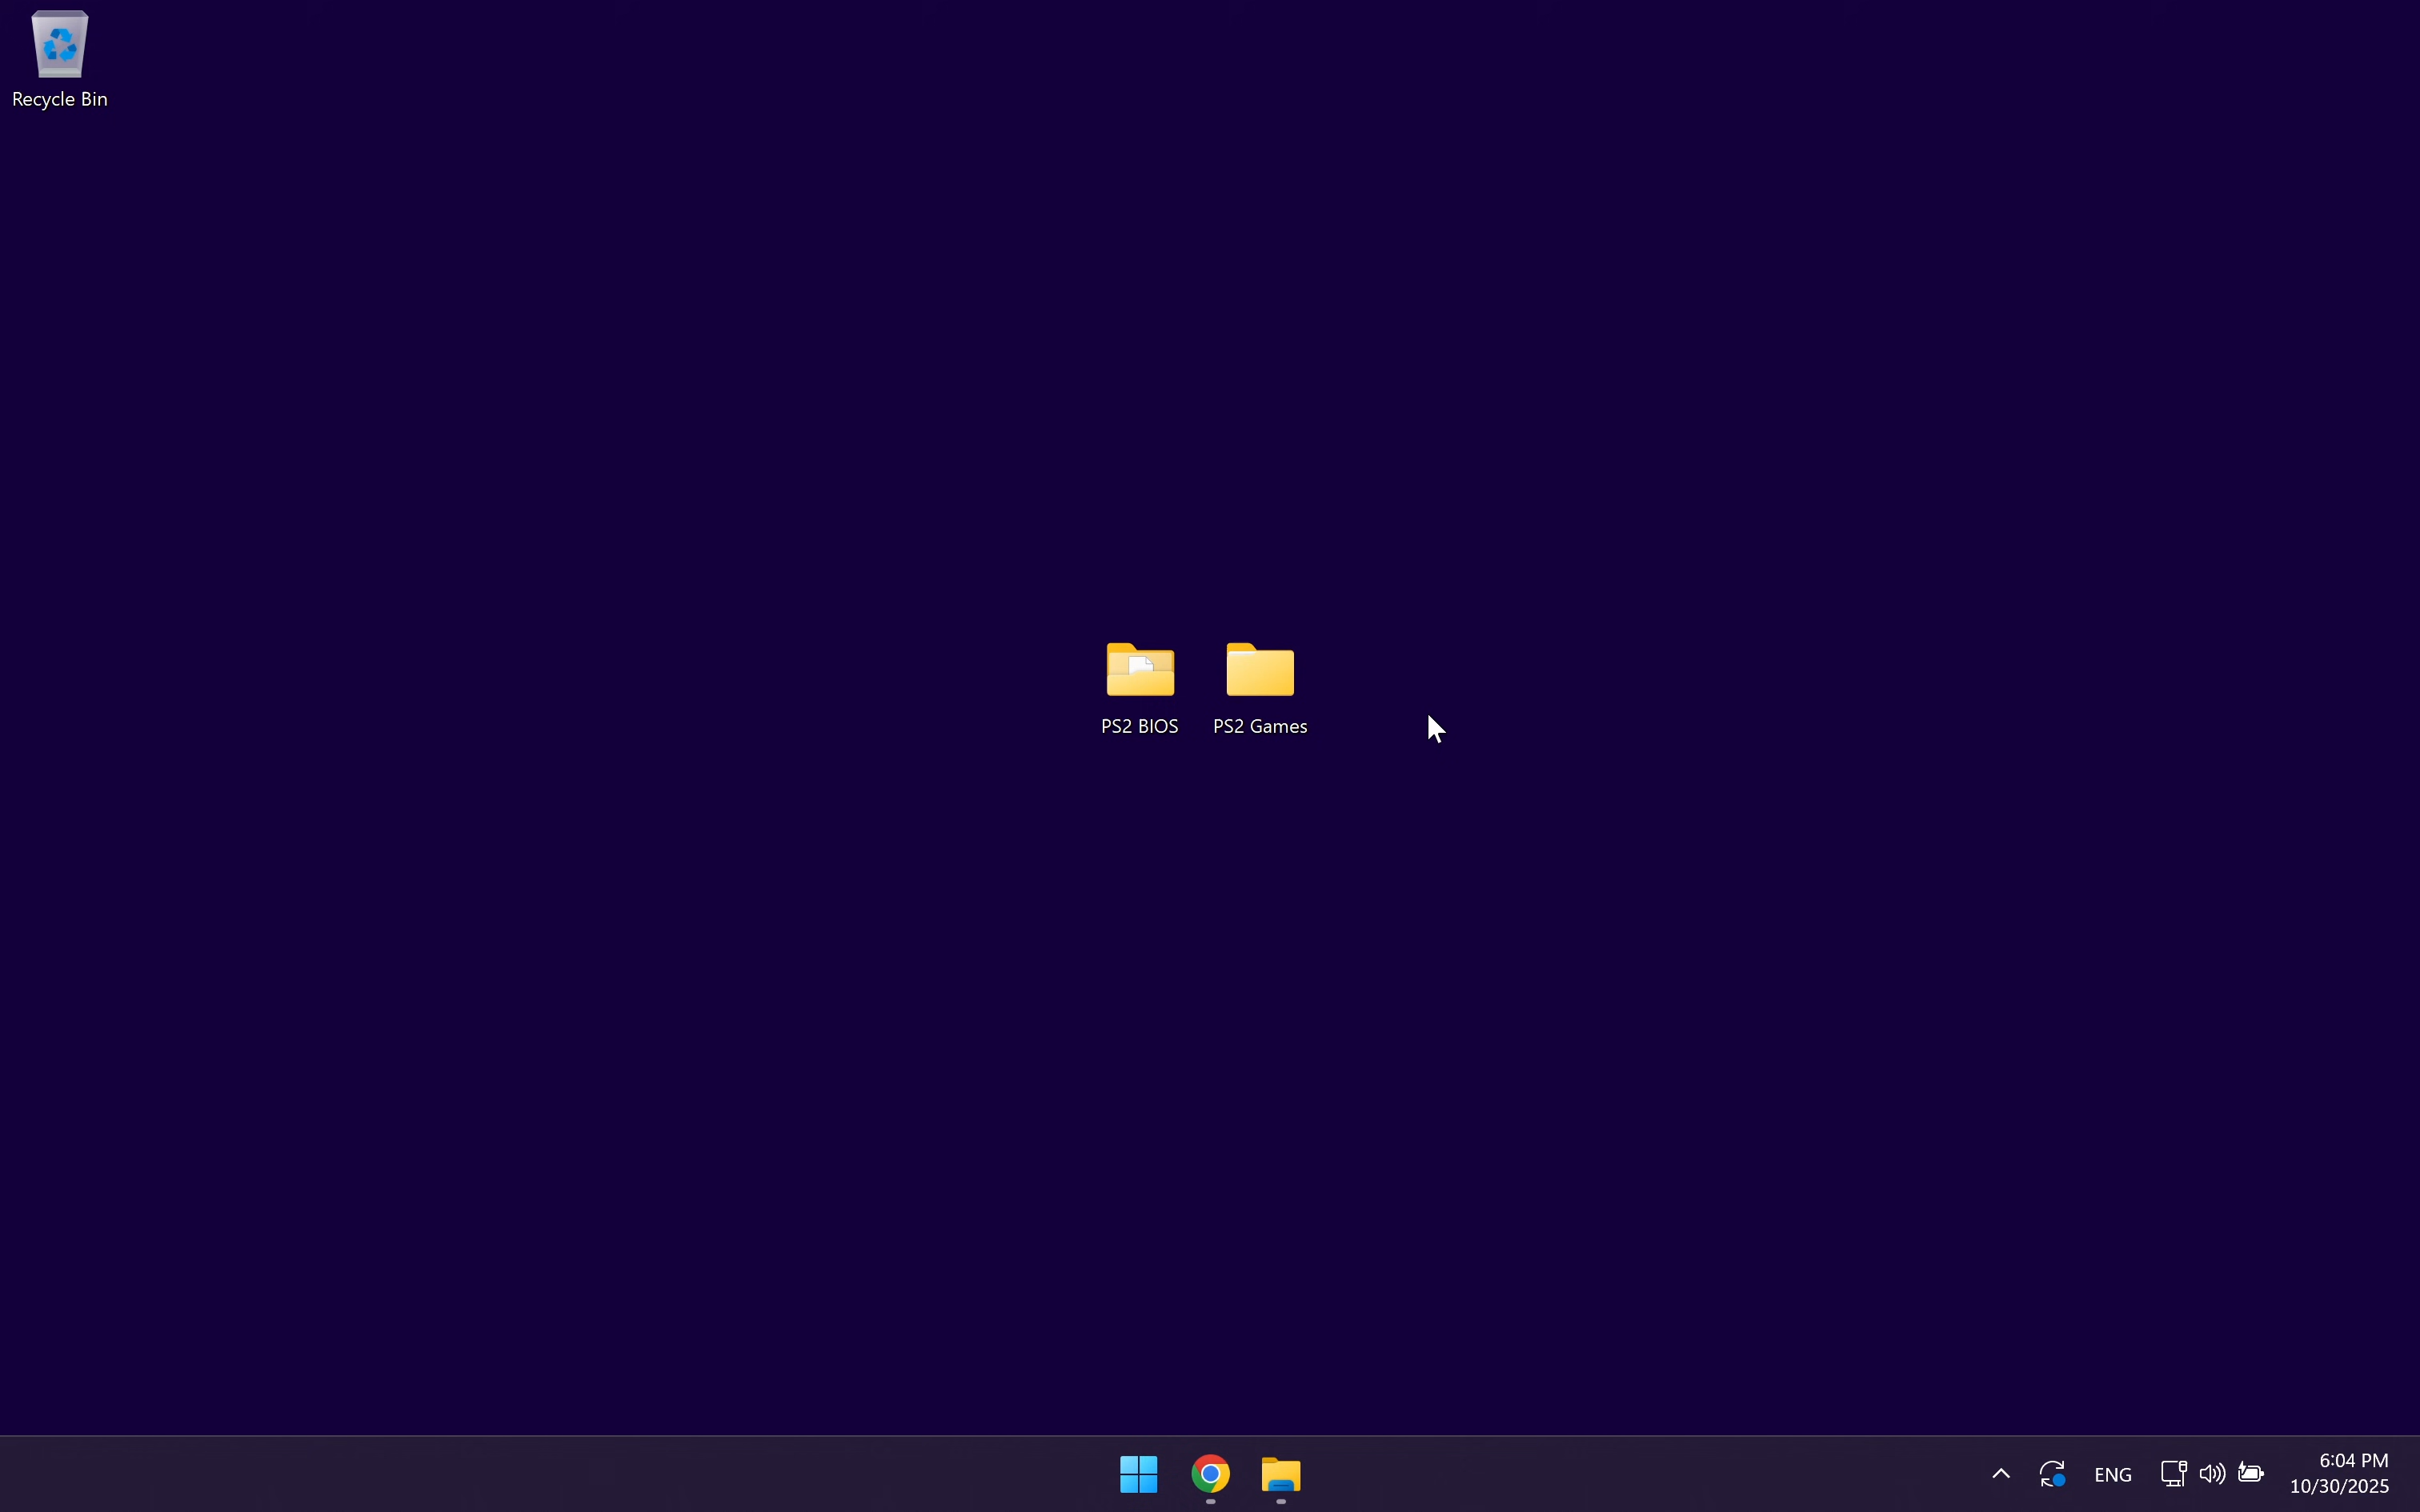 Recycle Bin
PS2 BIOS
PS2 Games
ENG
6:04 PM
10/30/2025